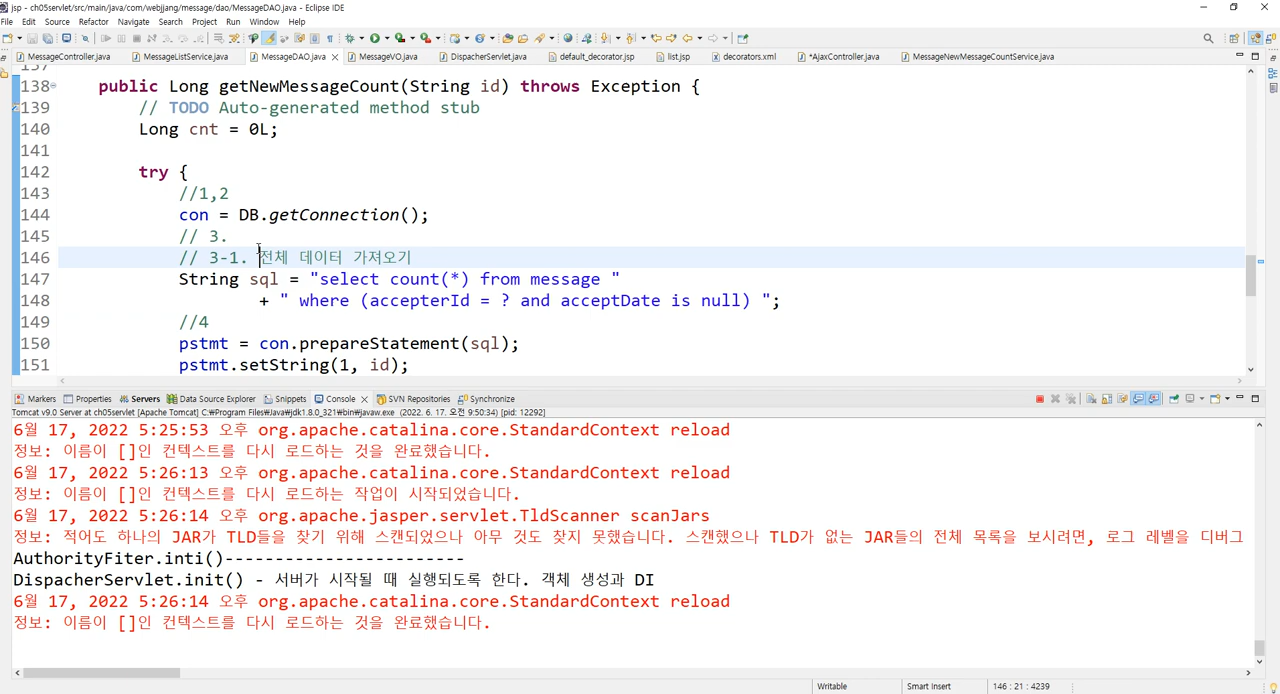 jsp - ch05servlet/src/main/java/com/webjjang/message/dao/MessageDAO.java - Eclipse IDE
File Edit Source Refactor Navigate Search Project Run Window Help
MessageController.java MessageListService.java MessageDAO.java MessageVO.java DispacherServlet.java default_decorator.jsp list.jsp decorators.xml *AjaxController.java MessageNewMessageCountService.java
137
138 public Long getNewMessageCount(String id) throws Exception {
139 // TODO Auto-generated method stub
140 Long cnt = 0L;
141
142 try {
143 //1,2
144 con = DB.getConnection();
145 // 3.
146 // 3-1. 전체 데이터 가져오기
147 String sql = "select count(*) from message "
148 + " where (accepterId = ? and acceptDate is null) ";
149 //4
150 pstmt = con.prepareStatement(sql);
151 pstmt.setString(1, id);
Markers Properties Servers Data Source Explorer Snippets Console SVN Repositories Synchronize
Tomcat v9.0 Server at ch05servlet [Apache Tomcat] C:₩Program Files₩Java₩jdk1.8.0_321₩bin₩javaw.exe (2022. 6. 17. 오전 9:50:34) [pid: 12292]
6월 17, 2022 5:25:53 오후 org.apache.catalina.core.StandardContext reload
정보: 이름이 []인 컨텍스트를 다시 로드하는 것을 완료했습니다.
6월 17, 2022 5:26:13 오후 org.apache.catalina.core.StandardContext reload
정보: 이름이 []인 컨텍스트를 다시 로드하는 작업이 시작되었습니다.
6월 17, 2022 5:26:14 오후 org.apache.jasper.servlet.TldScanner scanJars
정보: 적어도 하나의 JAR가 TLD들을 찾기 위해 스캔되었으나 아무 것도 찾지 못했습니다. 스캔했으나 TLD가 없는 JAR들의 전체 목록을 보시려면, 로그 레벨을 디버그
AuthorityFiter.inti()------------------------
DispacherServlet.init() - 서버가 시작될 때 실행되도록 한다. 객체 생성과 DI
6월 17, 2022 5:26:14 오후 org.apache.catalina.core.StandardContext reload
정보: 이름이 []인 컨텍스트를 다시 로드하는 것을 완료했습니다.
Writable Smart Insert 146 : 21 : 4239